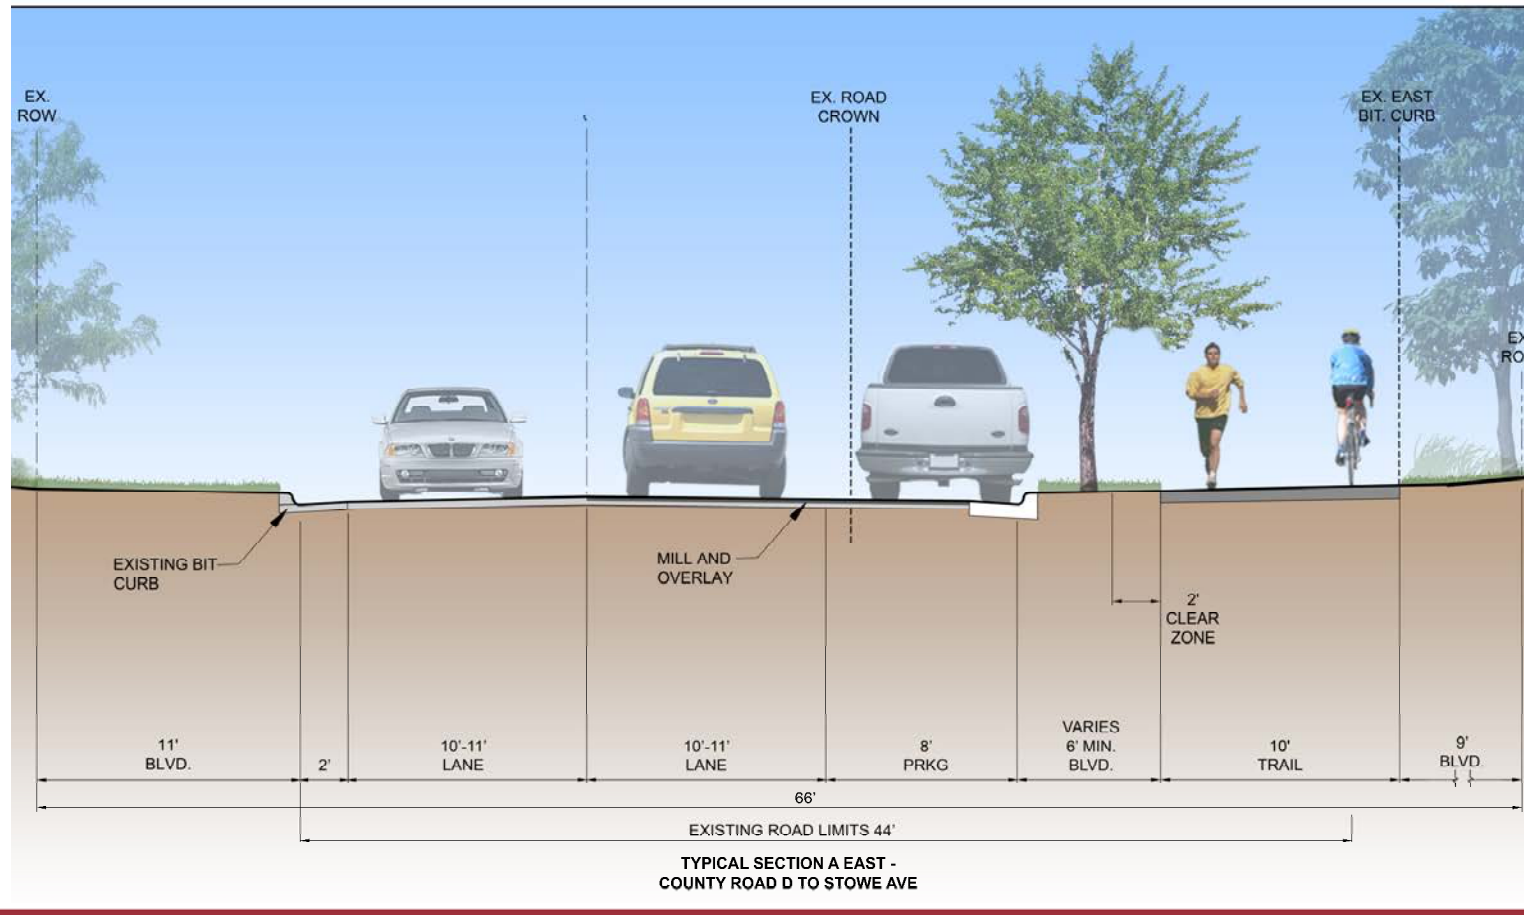 EX.
ROW
EX. ROAD
CROWN
EX. EAST
BIT. CURB
EX
RO
EXISTING BIT
CURB
MILL AND
OVERLAY
2'
CLEAR
ZONE
11'
BLVD.
2'
10'-11'
LANE
10'-11'
LANE
8'
PRKG
VARIES
6' MIN.
BLVD.
10'
TRAIL
9'
BLVD.
66'
EXISTING ROAD LIMITS 44'
TYPICAL SECTION A EAST -
COUNTY ROAD D TO STOWE AVE